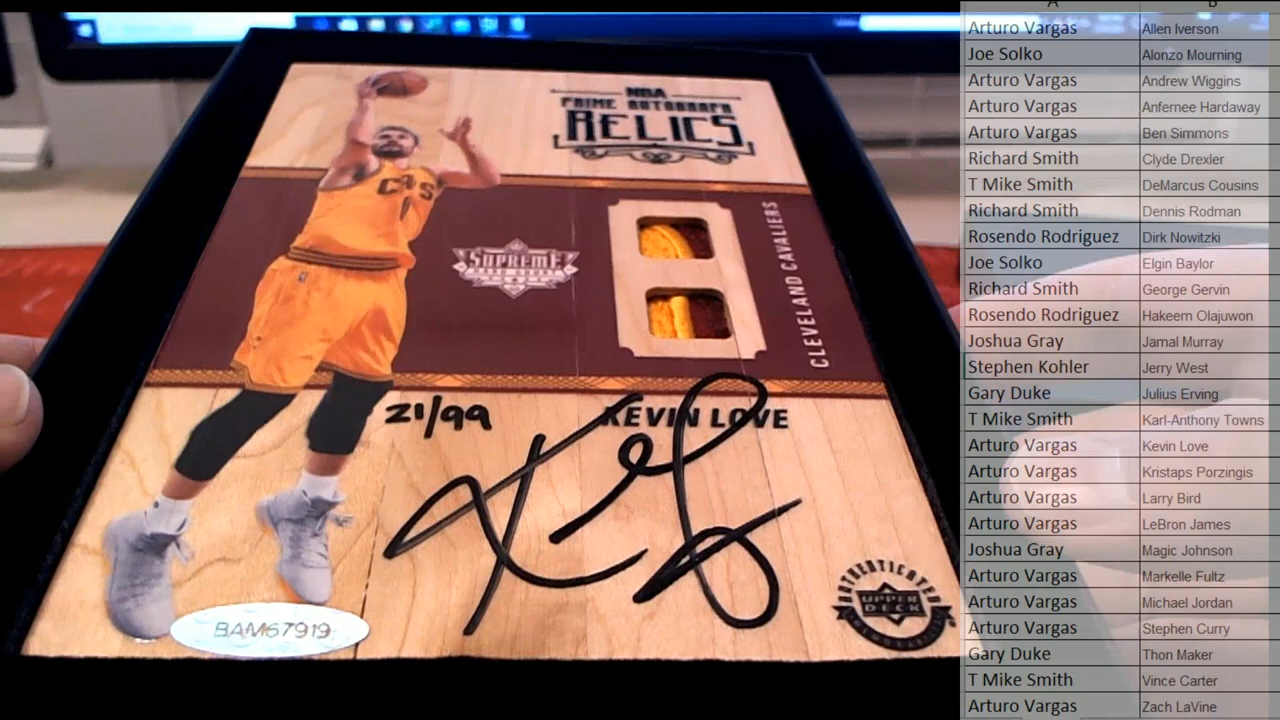 NBA
PRIME AUTOGRAPH
RELICS
CAVS
SUPREME
HARD COURT
CLEVELAND CAVALIERS
21/99
KEVIN LOVE
BAM67919
AUTHENTICATED
UPPER
DECK
A B
Arturo Vargas Allen Iverson
Joe Solko Alonzo Mourning
Arturo Vargas Andrew Wiggins
Arturo Vargas Anfernee Hardaway
Arturo Vargas Ben Simmons
Richard Smith Clyde Drexler
T Mike Smith DeMarcus Cousins
Richard Smith Dennis Rodman
Rosendo Rodriguez Dirk Nowitzki
Joe Solko Elgin Baylor
Richard Smith George Gervin
Rosendo Rodriguez Hakeem Olajuwon
Joshua Gray Jamal Murray
Stephen Kohler Jerry West
Gary Duke Julius Erving
T Mike Smith Karl-Anthony Towns
Arturo Vargas Kevin Love
Arturo Vargas Kristaps Porzingis
Arturo Vargas Larry Bird
Arturo Vargas LeBron James
Joshua Gray Magic Johnson
Arturo Vargas Markelle Fultz
Arturo Vargas Michael Jordan
Arturo Vargas Stephen Curry
Gary Duke Thon Maker
T Mike Smith Vince Carter
Arturo Vargas Zach LaVine